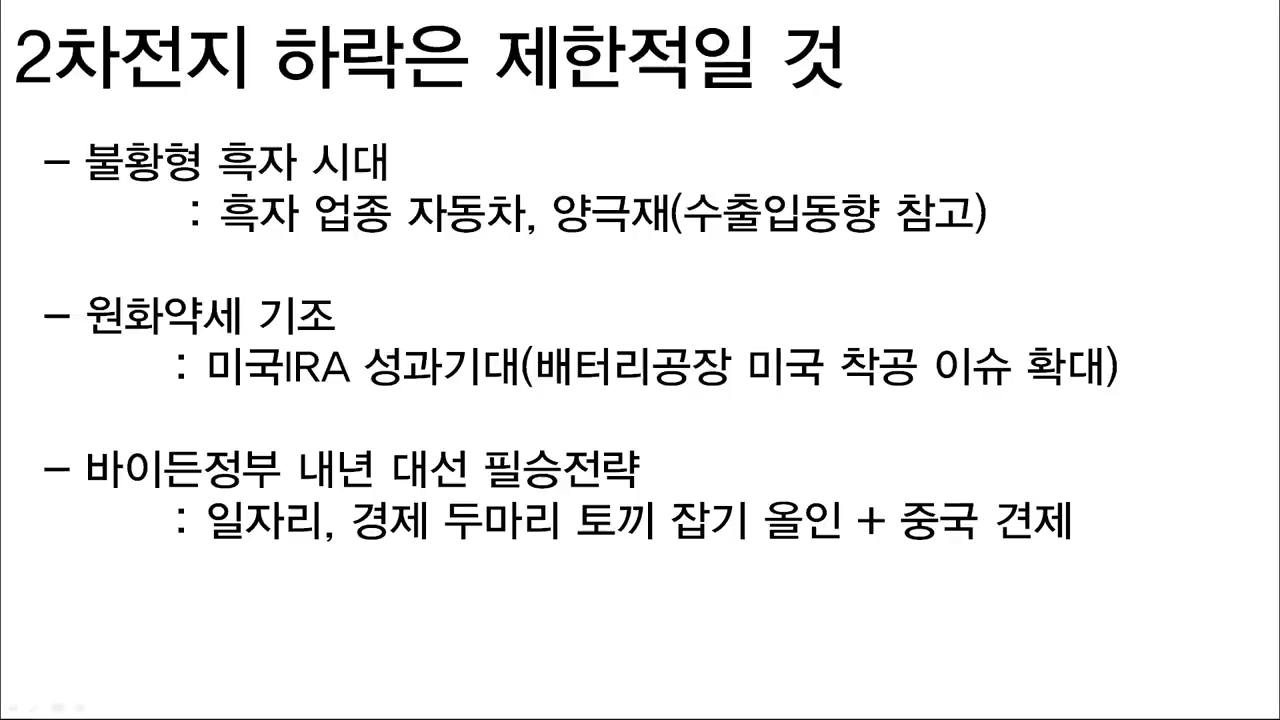 2차전지 하락은 제한적일 것
– 불황형 흑자 시대
: 흑자 업종 자동차, 양극재(수출입동향 참고)
– 원화약세 기조
: 미국IRA 성과기대(배터리공장 미국 착공 이슈 확대)
– 바이든정부 내년 대선 필승전략
: 일자리, 경제 두마리 토끼 잡기 올인 + 중국 견제